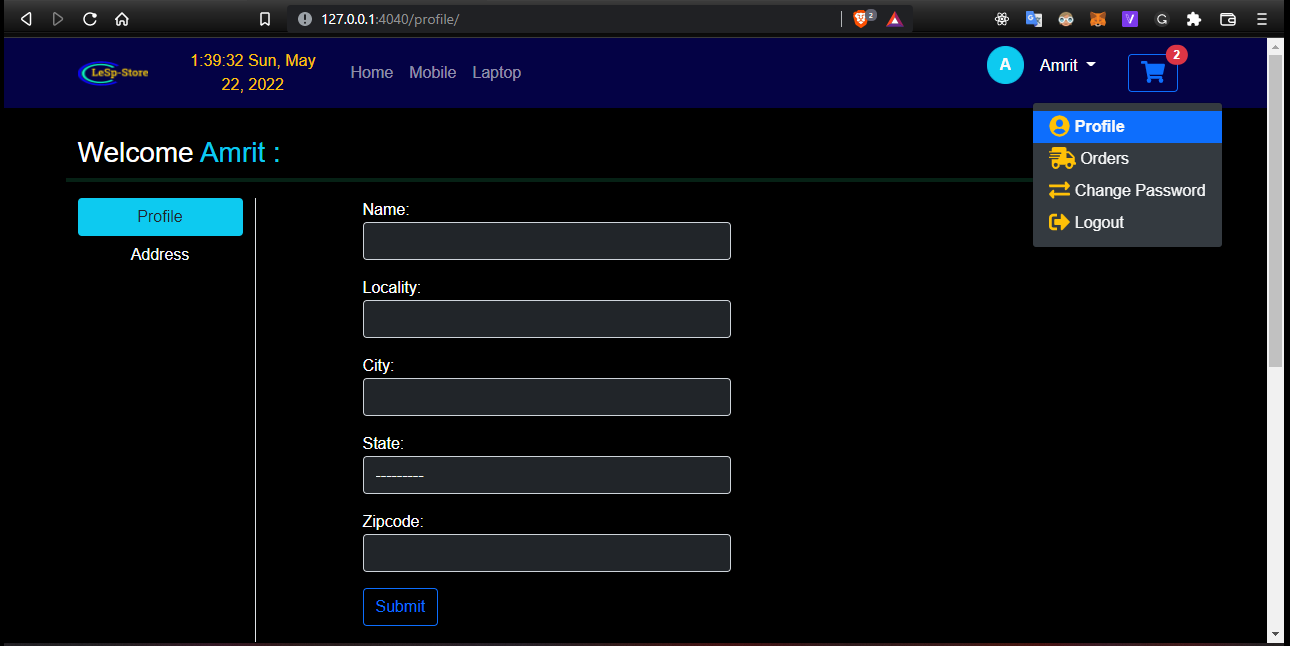 127.0.0.1:4040/profile/
2
LeSp-Store
1:39:32 Sun, May
22, 2022
Home
Mobile
Laptop
A
Amrit
2
Profile
Orders
Change Password
Logout
Welcome Amrit :
Profile
Address
Name:
Locality:
City:
State:
---------
Zipcode:
Submit